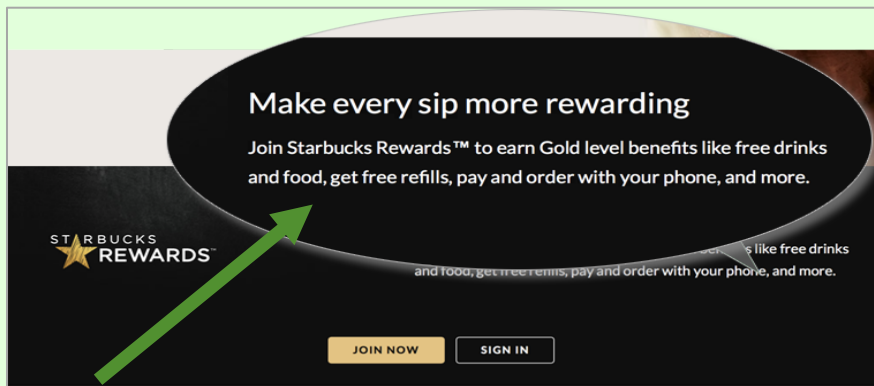 Make every sip more rewarding
Join Starbucks Rewards™ to earn Gold level benefits like free drinks
and food, get free refills, pay and order with your phone, and more.
STARBUCKS
REWARDS™
s like free drinks
and food, get free refills, pay and order with your phone, and more.
JOIN NOW
SIGN IN